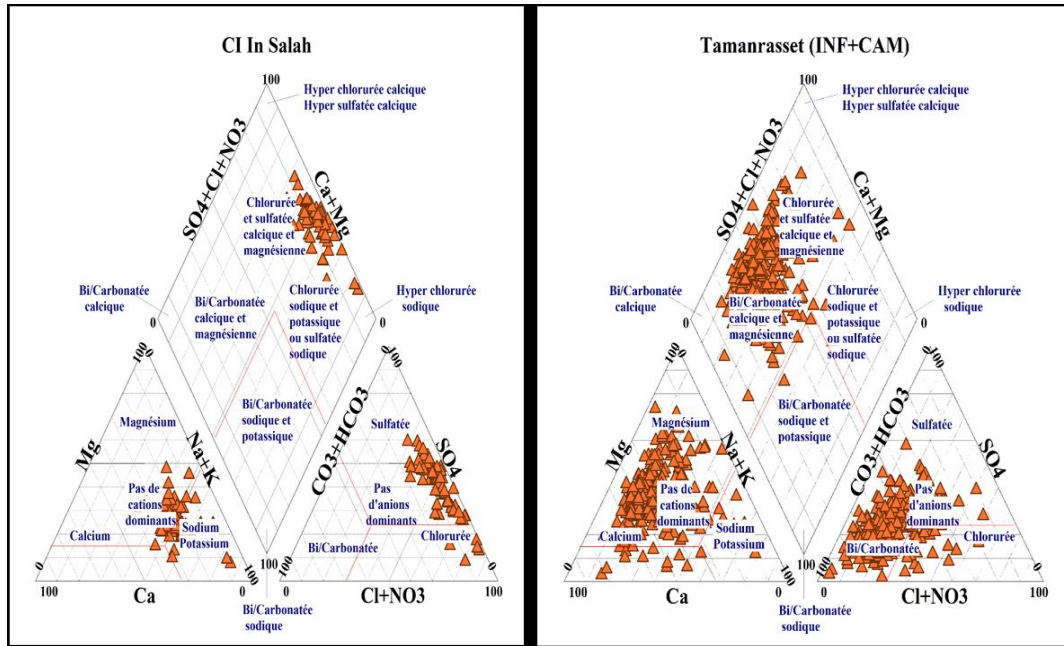 CI In Salah
100
Hyper chlorurée calcique
Hyper sulfatée calcique
SO4+Cl+NO3
Ca+Mg
Chlorurée
et sulfatée
calcique et
magnésienne
Bi/Carbonatée
calcique
Bi/Carbonatée
calcique et
magnésienne
Chlorurée
sodique et
potassique
ou sulfatée
sodique
Hyper chlorurée
sodique
0
0
100
100
Mg
Na+K
CO3+HCO3
SO4
Magnésium
Bi/Carbonatée
sodique et
potassique
Sulfatée
Pas de
cations
dominants
Pas
d'anions
dominants
Calcium
Sodium
Potassium
Bi/Carbonatée
Chlorurée
0
100
100
100
0
100
Ca
Cl+NO3
Bi/Carbonatée
sodique
Tamanrasset (INF+CAM)
100
Hyper chlorurée calcique
Hyper sulfatée calcique
SO4+Cl+NO3
Ca+Mg
Chlorurée
et sulfatée
calcique et
magnésienne
Bi/Carbonatée
calcique
Bi/Carbonatée
calcique et
magnésienne
Chlorurée
sodique et
potassique
ou sulfatée
sodique
Hyper chlorurée
sodique
0
0
100
100
Mg
Na+K
CO3+HCO3
SO4
Magnésium
Bi/Carbonatée
sodique et
potassique
Sulfatée
Pas de
cations
dominants
Pas
d'anions
dominants
Calcium
Sodium
Potassium
Bi/Carbonatée
Chlorurée
0
100
100
100
0
0
100
Ca
Cl+NO3
Bi/Carbonatée
sodique